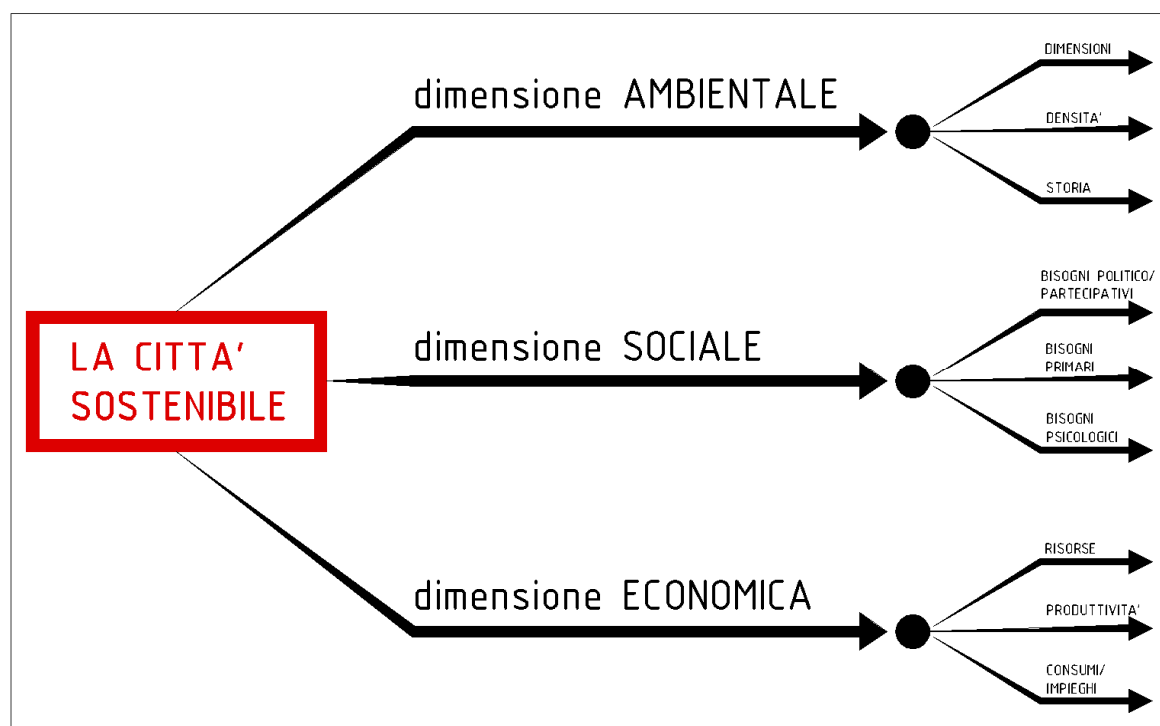 LA CITTA'
SOSTENIBILE
dimensione AMBIENTALE
DIMENSIONI
DENSITA'
STORIA
dimensione SOCIALE
BISOGNI POLITICO/
PARTECIPATIVI
BISOGNI
PRIMARI
BISOGNI
PSICOLOGICI
dimensione ECONOMICA
RISORSE
PRODUTTIVITA'
CONSUMI/
IMPIEGHI